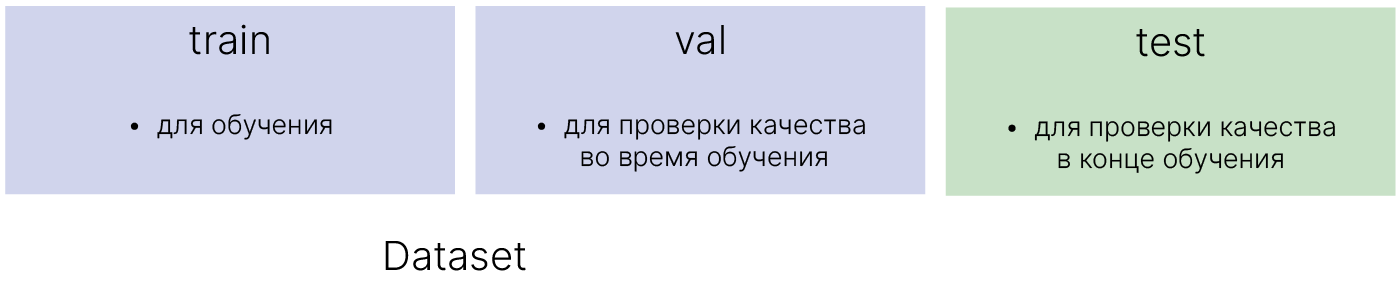 train
• для обучения
val
• для проверки качества
во время обучения
test
• для проверки качества
в конце обучения
Dataset